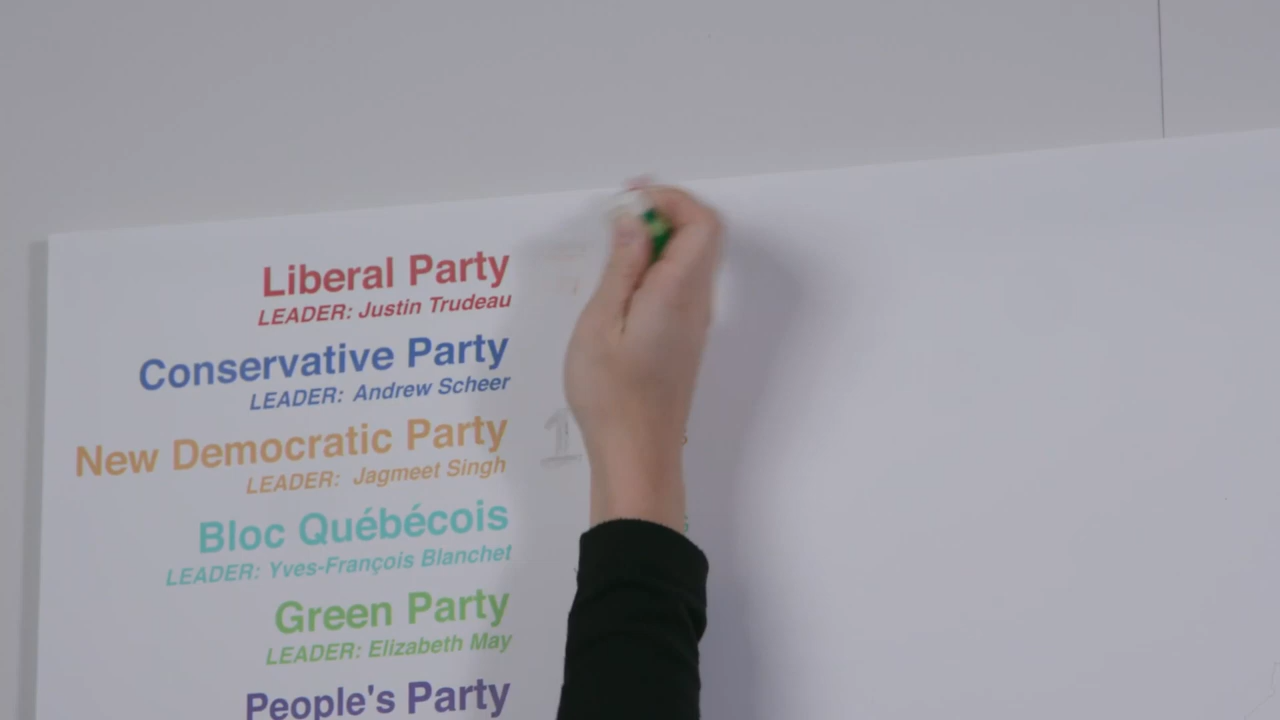 Liberal Party
LEADER: Justin Trudeau
Conservative Party
LEADER: Andrew Scheer
New Democratic Party 1
LEADER: Jagmeet Singh
Bloc Québécois
LEADER: Yves-François Blanchet
Green Party
LEADER: Elizabeth May
People's Party